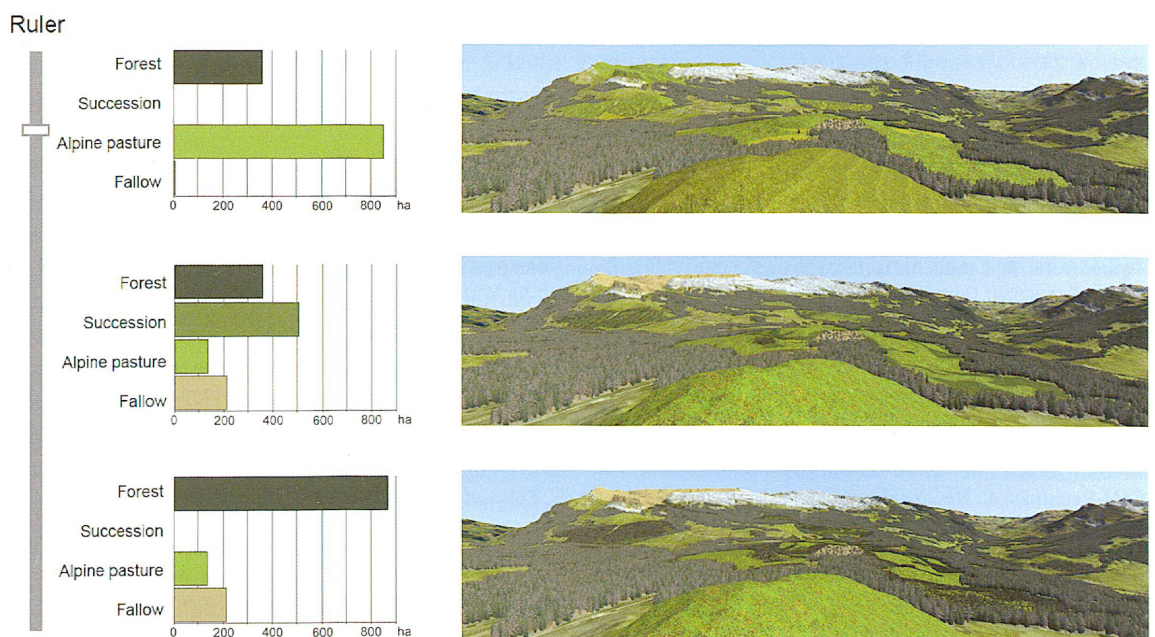 Ruler
Forest
Succession
Alpine pasture
Fallow
0 200 400 600 800 ha
Forest
Succession
Alpine pasture
Fallow
0 200 400 600 800 ha
Forest
Succession
Alpine pasture
Fallow
0 200 400 600 800 ha